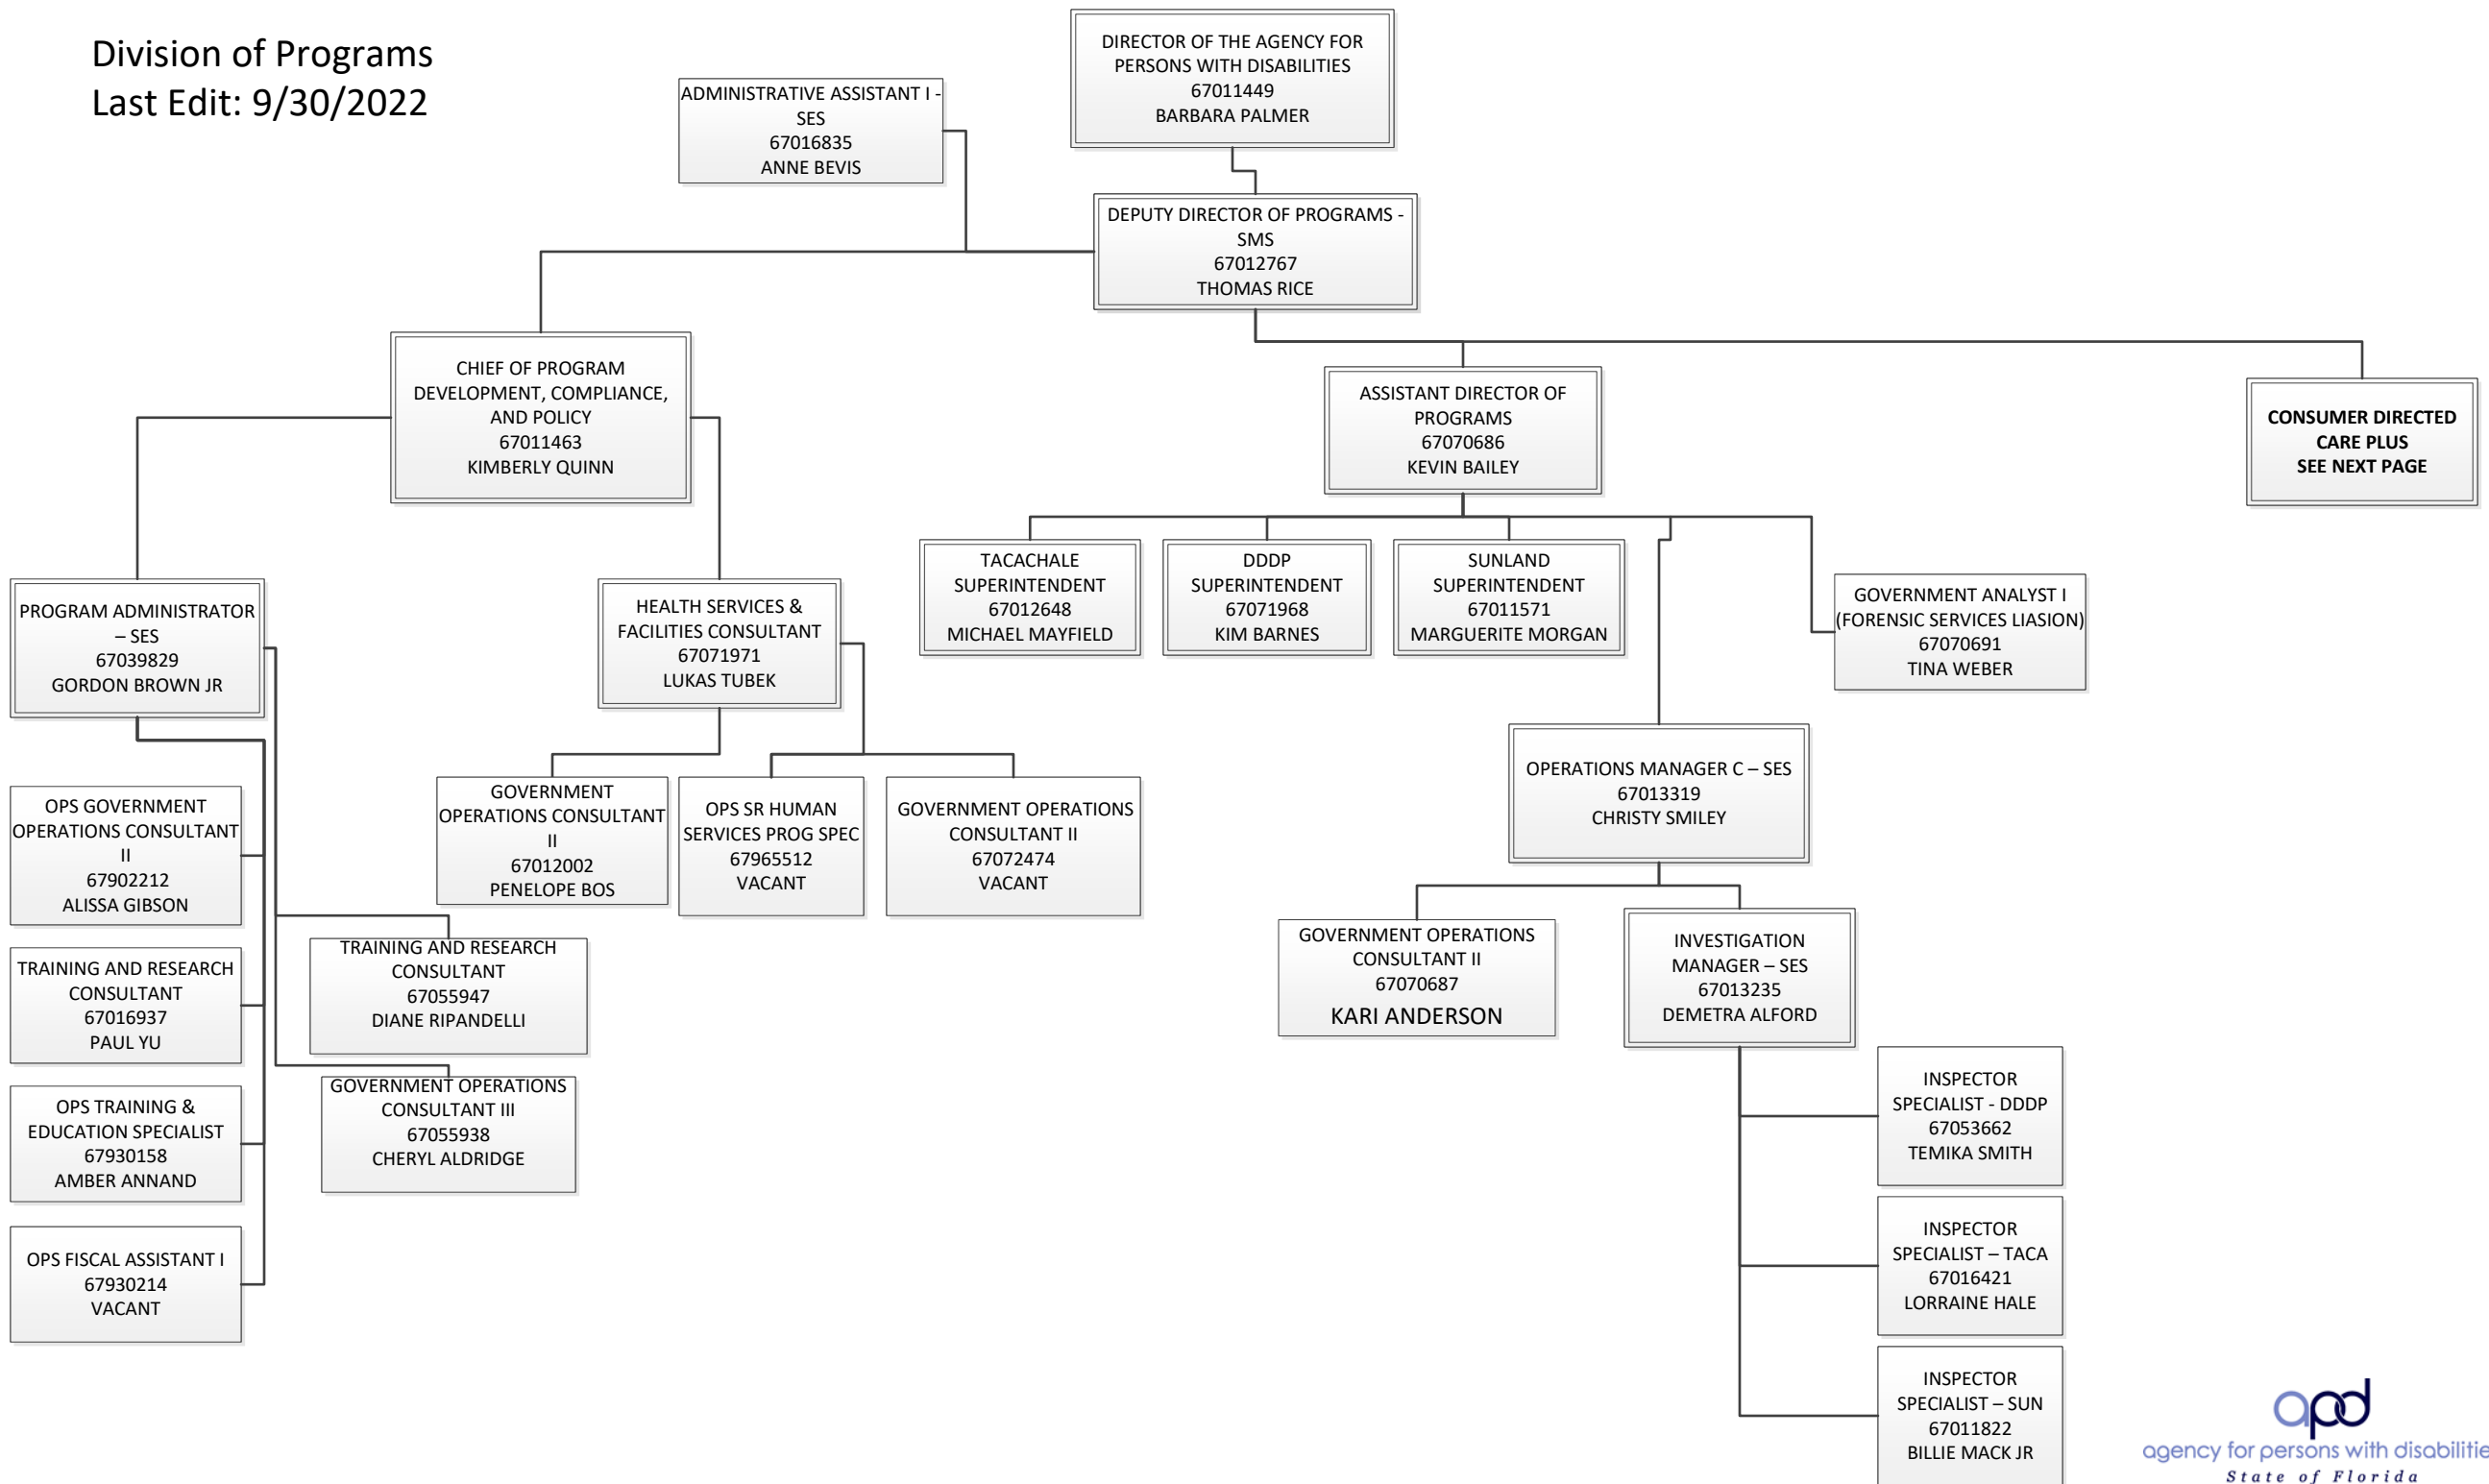 Division of Programs
Last Edit: 9/30/2022
DIRECTOR OF THE AGENCY FOR
PERSONS WITH DISABILITIES
67011449
BARBARA PALMER
ADMINISTRATIVE ASSISTANT I -
SES
67016835
ANNE BEVIS
DEPUTY DIRECTOR OF PROGRAMS -
SMS
67012767
THOMAS RICE
CHIEF OF PROGRAM
DEVELOPMENT, COMPLIANCE,
AND POLICY
67011463
KIMBERLY QUINN
ASSISTANT DIRECTOR OF
PROGRAMS
67070686
KEVIN BAILEY
CONSUMER DIRECTED
CARE PLUS
SEE NEXT PAGE
PROGRAM ADMINISTRATOR
– SES
67039829
GORDON BROWN JR
HEALTH SERVICES &
FACILITIES CONSULTANT
67071971
LUKAS TUBEK
TACACHALE
SUPERINTENDENT
67012648
MICHAEL MAYFIELD
DDDP
SUPERINTENDENT
67071968
KIM BARNES
SUNLAND
SUPERINTENDENT
67011571
MARGUERITE MORGAN
GOVERNMENT ANALYST I
(FORENSIC SERVICES LIASION)
67070691
TINA WEBER
OPERATIONS MANAGER C – SES
67013319
CHRISTY SMILEY
OPS GOVERNMENT
OPERATIONS CONSULTANT
II
67902212
ALISSA GIBSON
GOVERNMENT
OPERATIONS CONSULTANT
II
67012002
PENELOPE BOS
OPS SR HUMAN
SERVICES PROG SPEC
67965512
VACANT
GOVERNMENT OPERATIONS
CONSULTANT II
67072474
VACANT
GOVERNMENT OPERATIONS
CONSULTANT II
67070687
KARI ANDERSON
INVESTIGATION
MANAGER – SES
67013235
DEMETRA ALFORD
TRAINING AND RESEARCH
CONSULTANT
67016937
PAUL YU
TRAINING AND RESEARCH
CONSULTANT
67055947
DIANE RIPANDELLI
OPS TRAINING &
EDUCATION SPECIALIST
67930158
AMBER ANNAND
GOVERNMENT OPERATIONS
CONSULTANT III
67055938
CHERYL ALDRIDGE
OPS FISCAL ASSISTANT I
67930214
VACANT
INSPECTOR
SPECIALIST - DDDP
67053662
TEMIKA SMITH
INSPECTOR
SPECIALIST – TACA
67016421
LORRAINE HALE
INSPECTOR
SPECIALIST – SUN
67011822
BILLIE MACK JR
apd
agency for persons with disabilitie
State of Florida